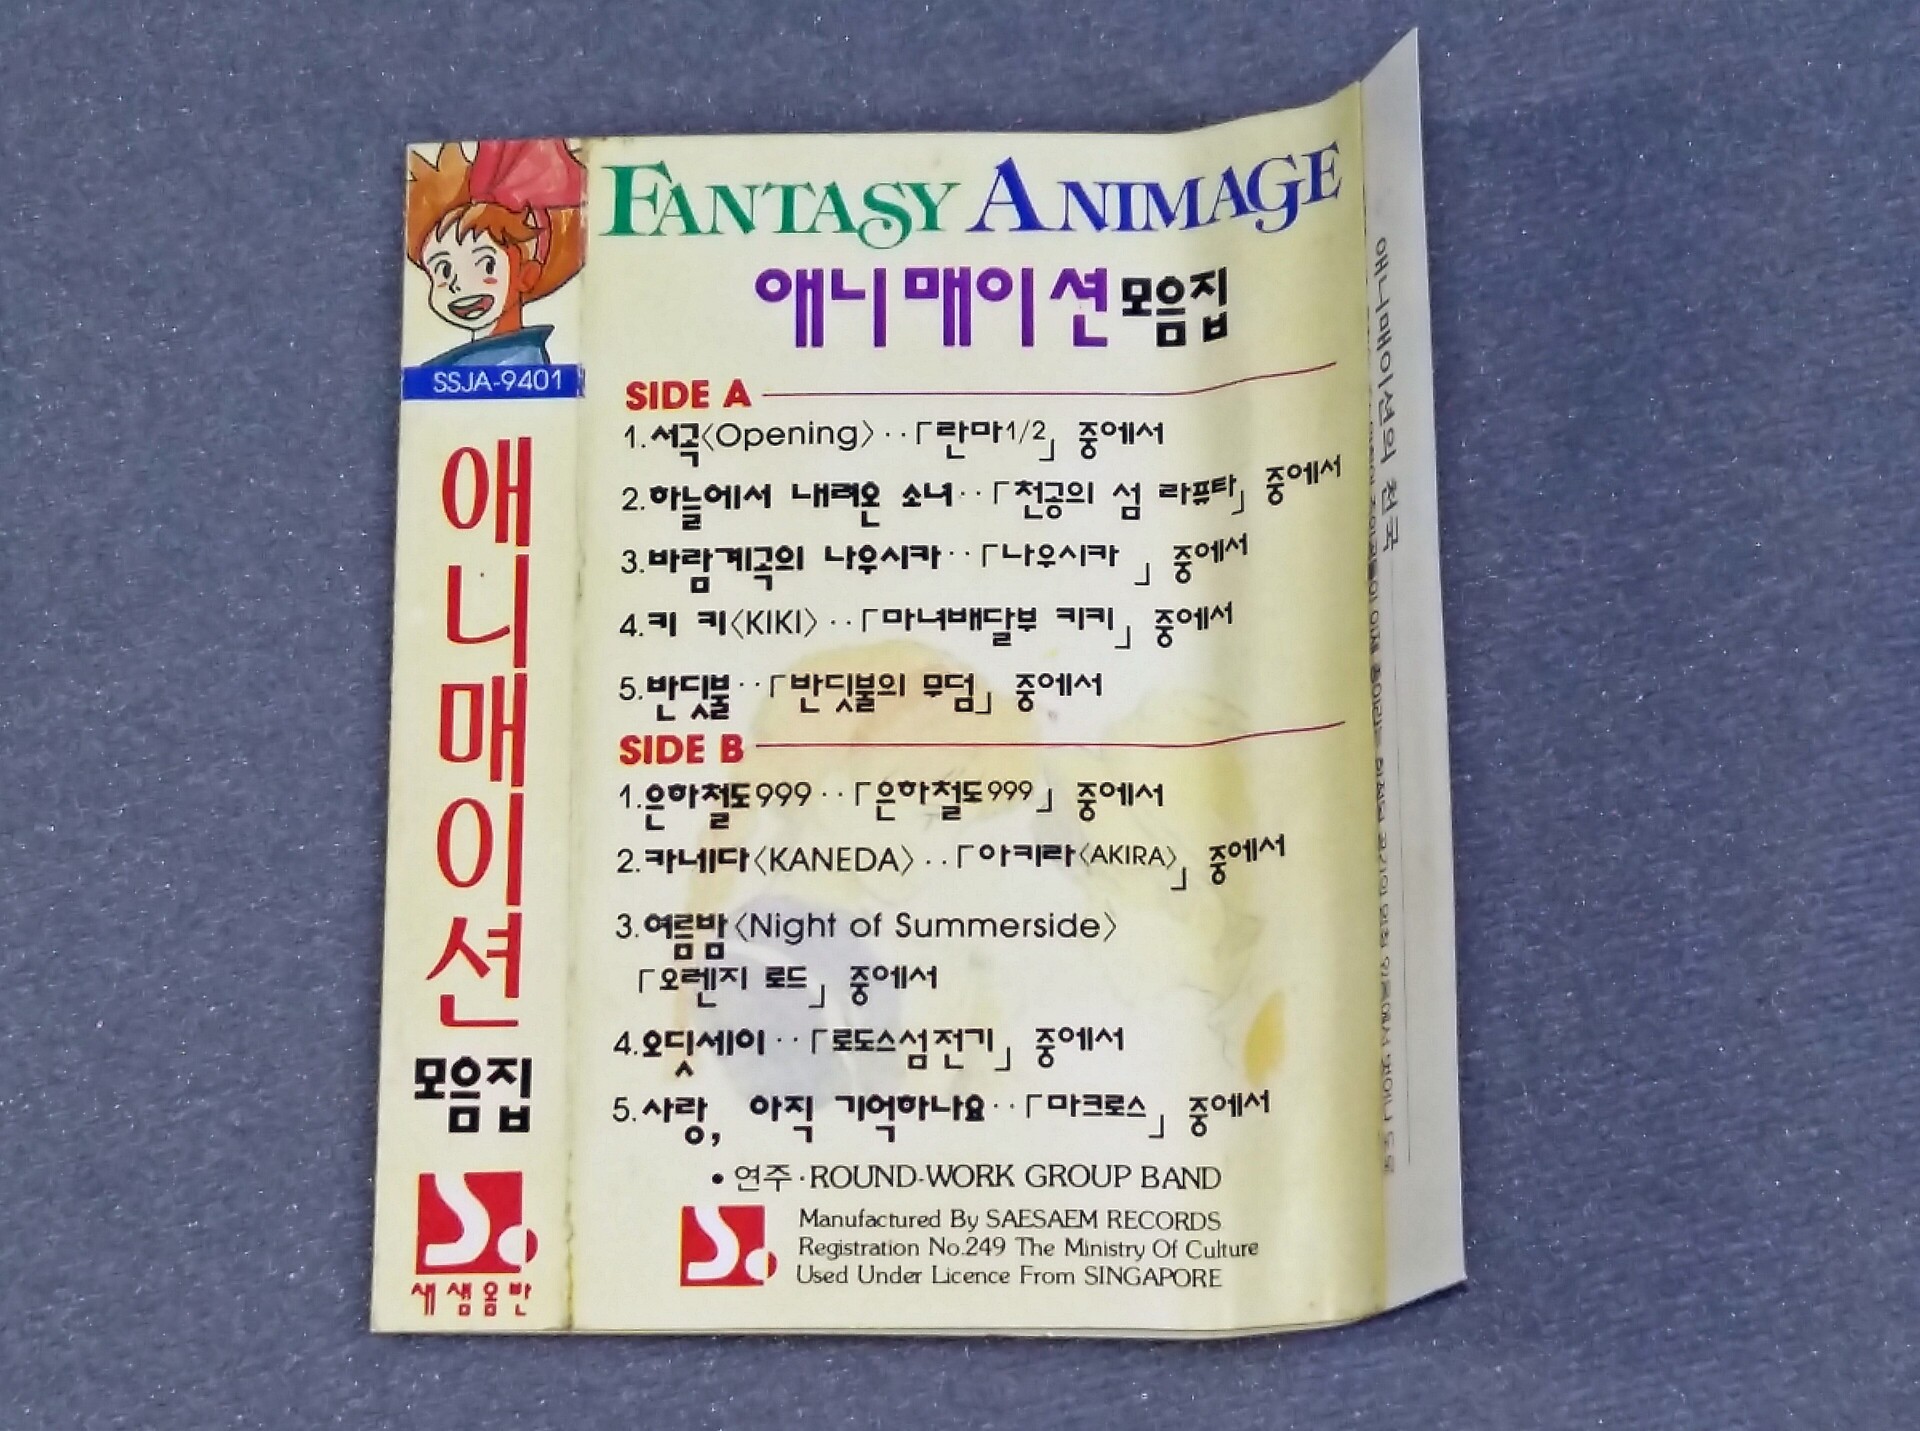 SSJA-9401
애니매이션
모음집
새샘음반
FANTASY ANIMAGE
애니매이션모음집
SIDE A
1.서곡〈Opening〉‥「란마1/2」 중에서
2.하늘에서 내려온 소녀‥「천공의 섬 라퓨타」 중에서
3.바람계곡의 나우시카‥「나우시카 」 중에서
4.키 키〈KIKI〉‥「마녀배달부 키키」 중에서
5.반딧불‥「반딧불의 무덤」 중에서
SIDE B
1.은하철도999‥「은하철도999」 중에서
2.카네다〈KANEDA〉‥「아키라〈AKIRA〉」 중에서
3.여름밤〈Night of Summerside〉
「오렌지 로드」 중에서
4.오딧세이‥「로도스섬전기」 중에서
5.사랑, 아직 기억하나요‥「마크로스」 중에서
• 연주·ROUND-WORK GROUP BAND
Manufactured By SAESAEM RECORDS
Registration No.249 The Ministry Of Culture
Used Under Licence From SINGAPORE
애니매이션의 천국